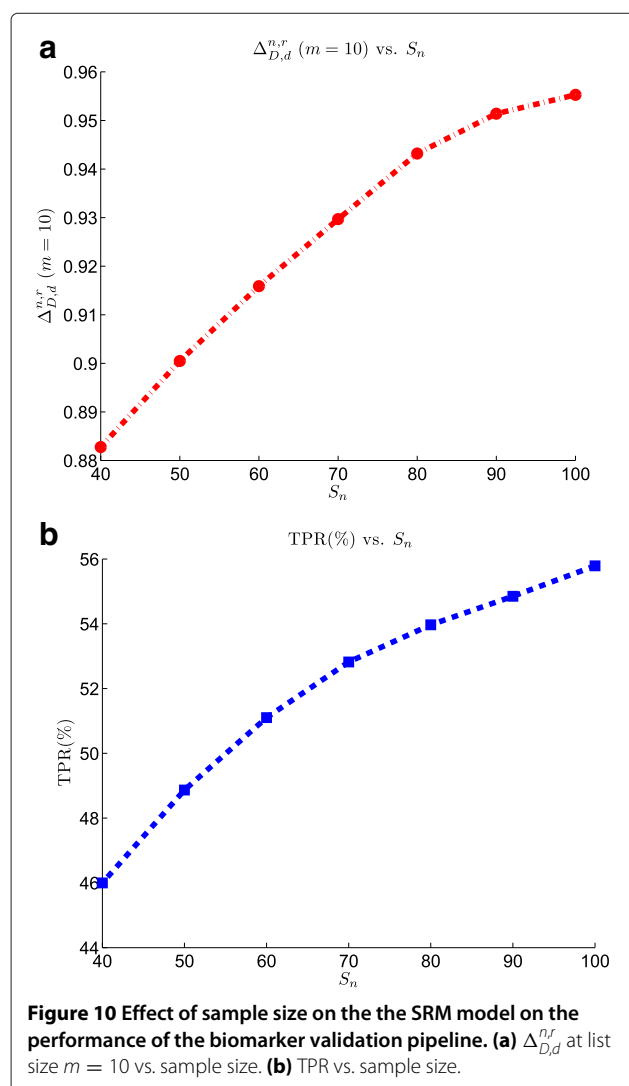 a
Δ_{D,d}^{n,r} (m = 10) vs. S_n
0.96
0.95
0.94
0.93
0.92
0.91
0.9
0.89
0.88
Δ_{D,d}^{n,r} (m = 10)
40 50 60 70 80 90 100
S_n
b
TPR(%) vs. S_n
56
54
52
50
48
46
44
TPR(%)
40 50 60 70 80 90 100
S_n
Figure 10 Effect of sample size on the the SRM model on the
performance of the biomarker validation pipeline. (a) Δ_{D,d}^{n,r} at list
size m = 10 vs. sample size. (b) TPR vs. sample size.